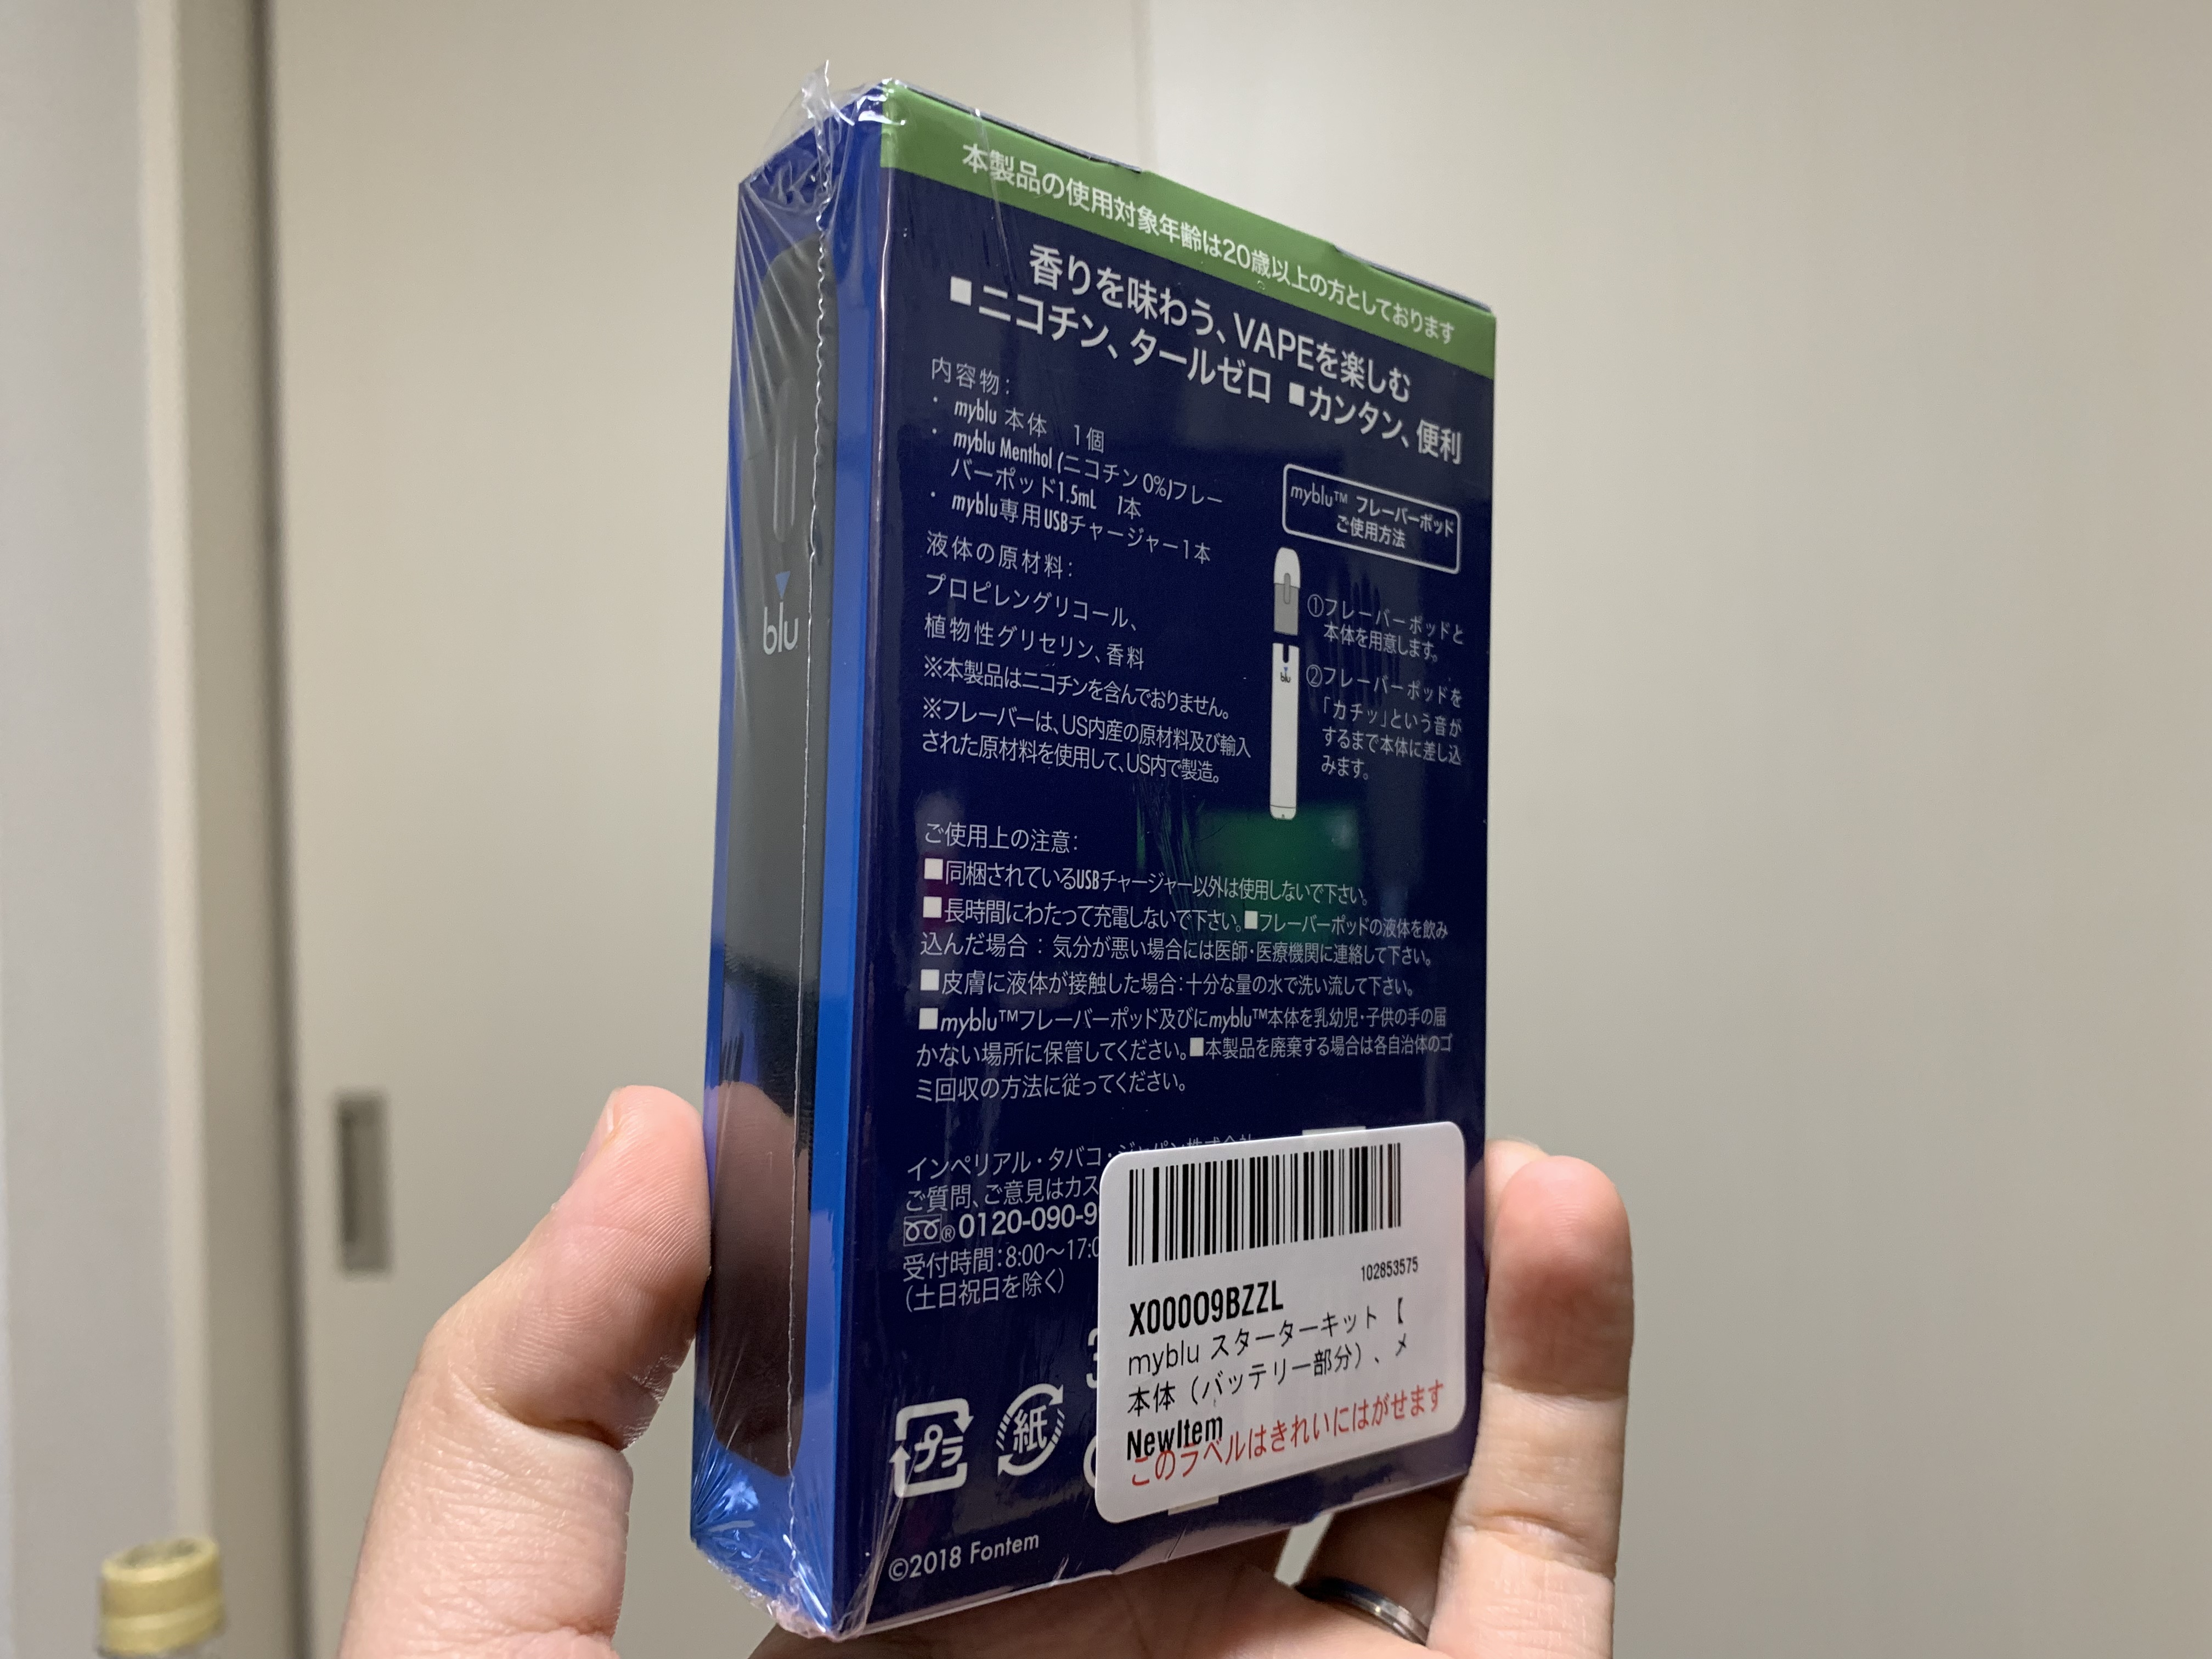 本製品の使用対象年齢は20歳以上の方としております
香りを味わう、VAPEを楽しむ
■ニコチン、タールゼロ ■カンタン、便利
内容物：
・ myblu 本体 1個
・ myblu Menthol (ニコチン 0%)フレー
バーポッド1.5mL 1本
・ myblu専用USBチャージャー1本
液体の原材料：
プロピレングリコール、
植物性グリセリン、香料
※本製品はニコチンを含んでおりません。
※フレーバーは、US内産の原材料及び輸入
された原材料を使用して、US内で製造。
myblu™ フレーバーポッド
ご使用方法
①フレーバーポッドと
本体を用意します。
②フレーバーポッドを
「カチッ」という音が
するまで本体に差し込
みます。
blu
blu
ご使用上の注意：
■同梱されているUSBチャージャー以外は使用しないで下さい。
■長時間にわたって充電しないで下さい。■フレーバーポッドの液体を飲み
込んだ場合：気分が悪い場合には医師・医療機関に連絡して下さい。
■皮膚に液体が接触した場合：十分な量の水で洗い流して下さい。
■myblu™フレーバーポッド及びにmyblu™本体を乳幼児・子供の手の届
かない場所に保管してください。■本製品を廃棄する場合は各自治体のゴ
ミ回収の方法に従ってください。
インペリアル・タバコ・ジャパン株式会社
ご質問、ご意見はカス
® 0120-090-9
受付時間：8:00～17:0
（土日祝日を除く）
プラ
紙
©2018 Fontem
102853575
X00009BZZL
myblu スターターキット 【
本体（バッテリー部分）、メ
NewItem
このラベルはきれいにはがせます